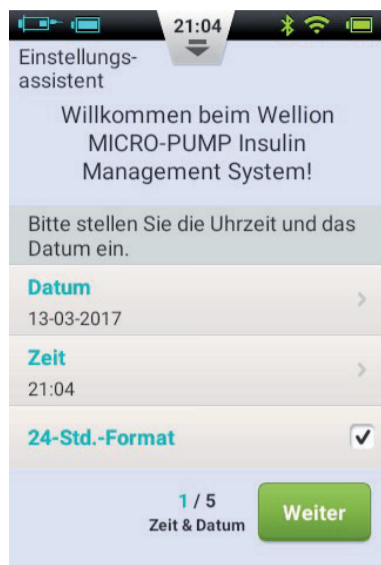 21:04
Einstellungs-
assistent
Willkommen beim Wellion
MICRO-PUMP Insulin
Management System!
Bitte stellen Sie die Uhrzeit und das
Datum ein.
Datum
13-03-2017
Zeit
21:04
24-Std.-Format
1 / 5
Zeit & Datum
Weiter